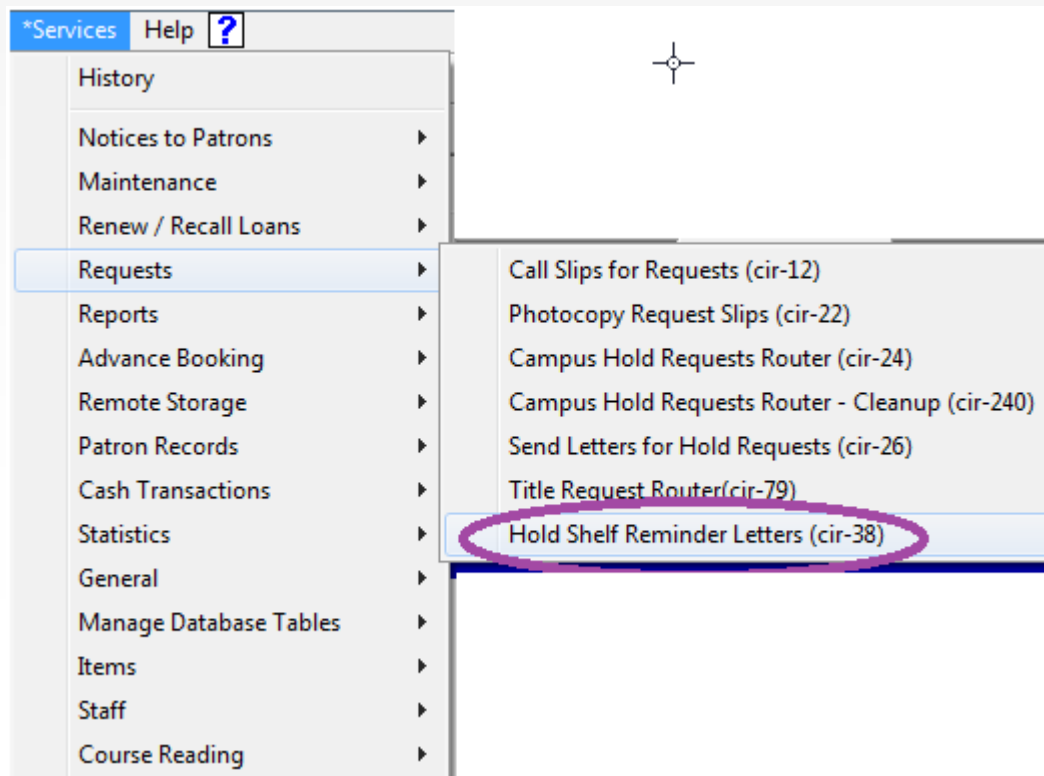 *Services Help ?
History
Notices to Patrons
Maintenance
Renew / Recall Loans
Requests
Reports
Advance Booking
Remote Storage
Patron Records
Cash Transactions
Statistics
General
Manage Database Tables
Items
Staff
Course Reading
Call Slips for Requests (cir-12)
Photocopy Request Slips (cir-22)
Campus Hold Requests Router (cir-24)
Campus Hold Requests Router - Cleanup (cir-240)
Send Letters for Hold Requests (cir-26)
Title Request Router(cir-79)
Hold Shelf Reminder Letters (cir-38)